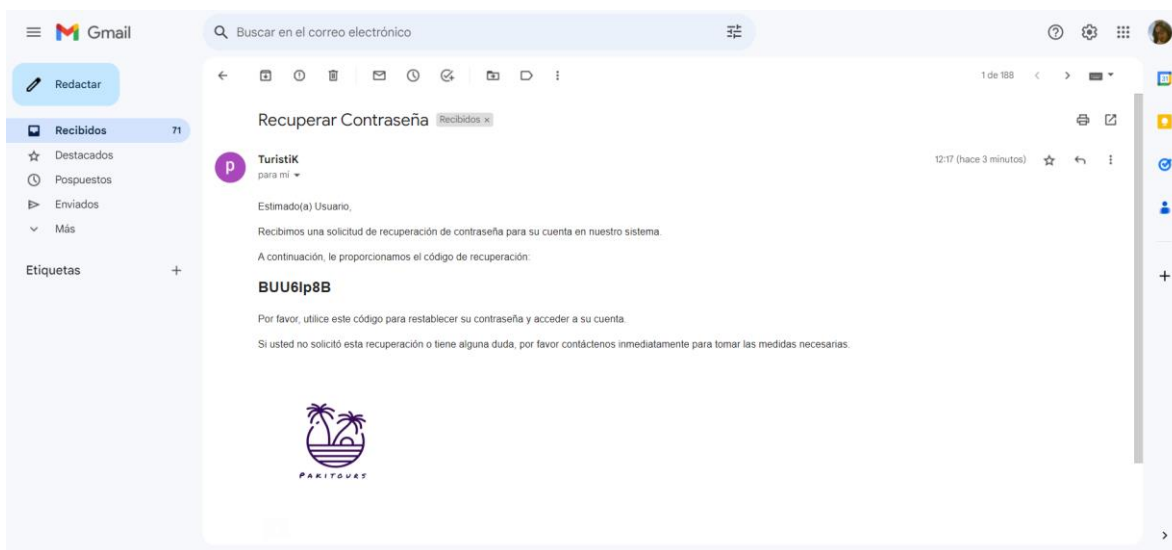 Gmail
Buscar en el correo electrónico
Redactar
1 de 188
Recibidos 71
Destacados
Pospuestos
Enviados
Más
Etiquetas
Recuperar Contraseña Recibidos x
p
TuristiK
12:17 (hace 3 minutos)
para mí
Estimado(a) Usuario,
Recibimos una solicitud de recuperación de contraseña para su cuenta en nuestro sistema.
A continuación, le proporcionamos el código de recuperación:
BUU6lp8B
Por favor, utilice este código para restablecer su contraseña y acceder a su cuenta.
Si usted no solicitó esta recuperación o tiene alguna duda, por favor contáctenos inmediatamente para tomar las medidas necesarias.
PAKITOURS
31